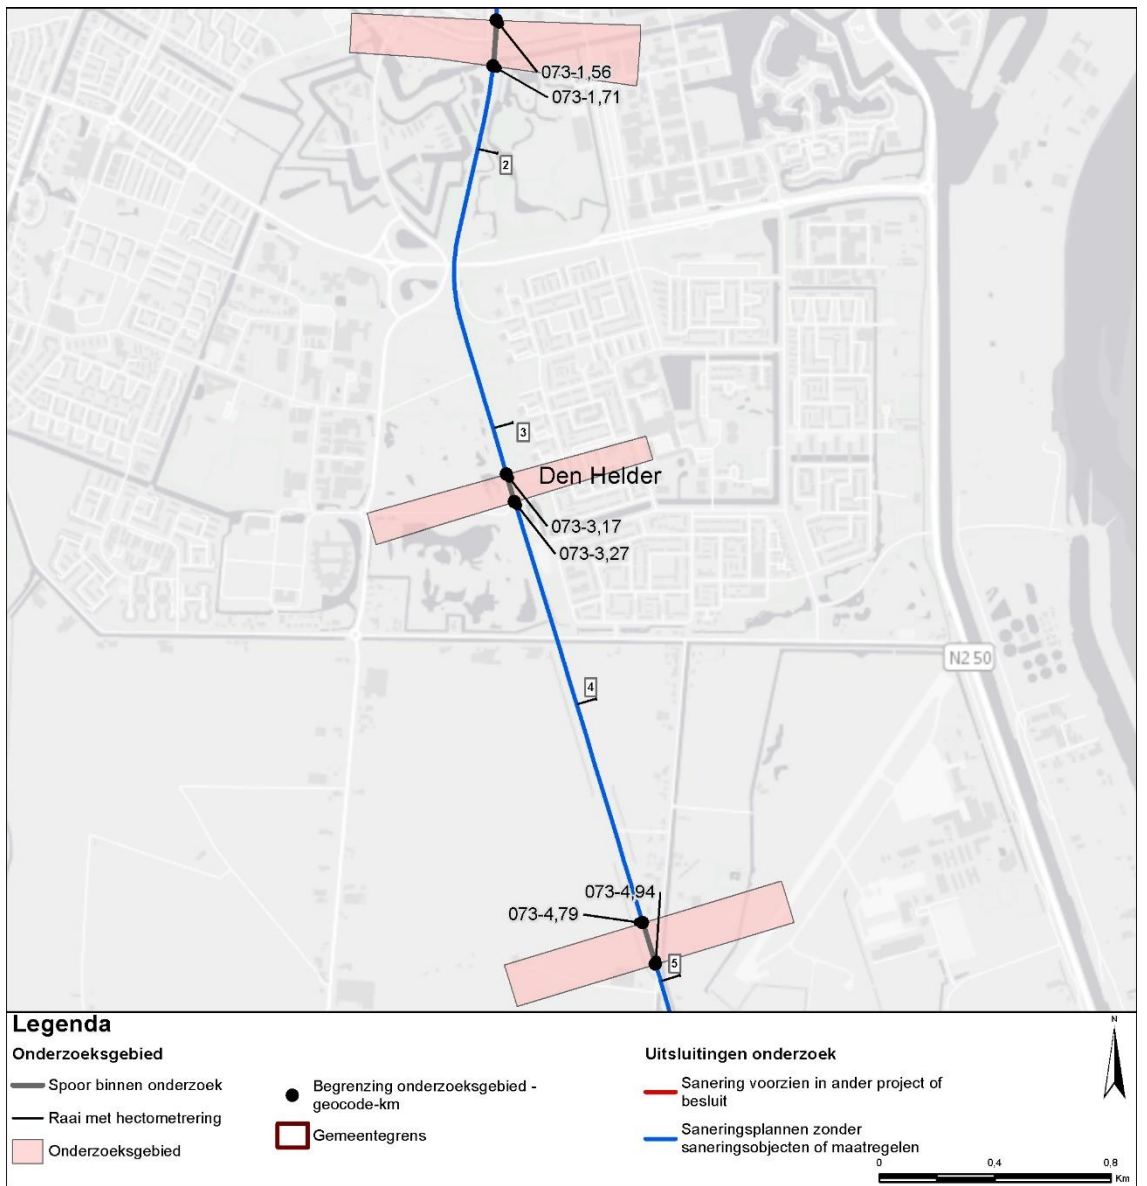 073-1,56
073-1,71
2
3
Den Helder
073-3,17
073-3,27
N250
4
073-4,94
073-4,79
5
Legenda
Onderzoeksgebied
Spoor binnen onderzoek
Raai met hectometrering
Onderzoeksgebied
Begrenzing onderzoeksgebied -
geocode-km
Gemeentegrens
Uitsluitingen onderzoek
Sanering voorzien in ander project of
besluit
Saneringsplannen zonder
saneringsobjecten of maatregelen
N
0 0,4 0,8
Km